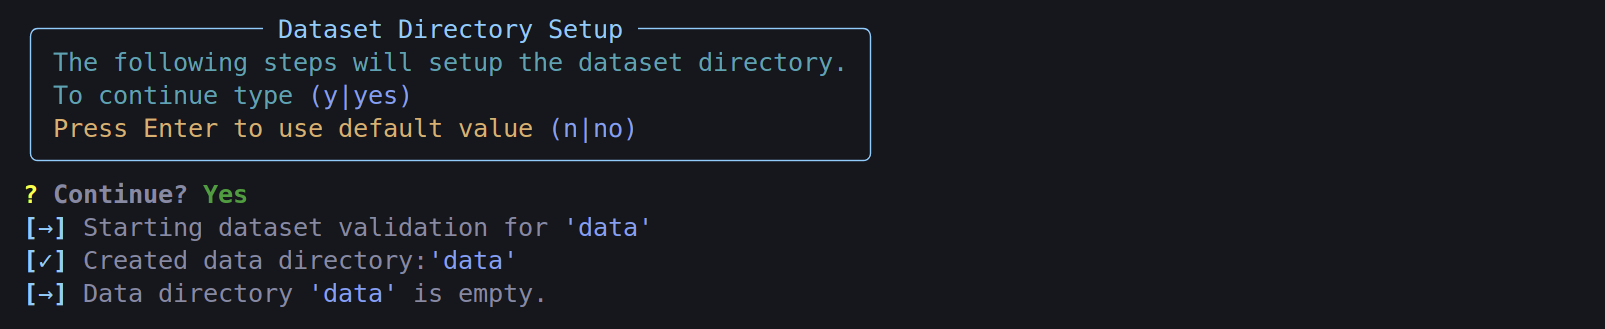 Dataset Directory Setup
The following steps will setup the dataset directory.
To continue type (y|yes)
Press Enter to use default value (n|no)
? Continue? Yes
[→] Starting dataset validation for 'data'
[✓] Created data directory:'data'
[→] Data directory 'data' is empty.